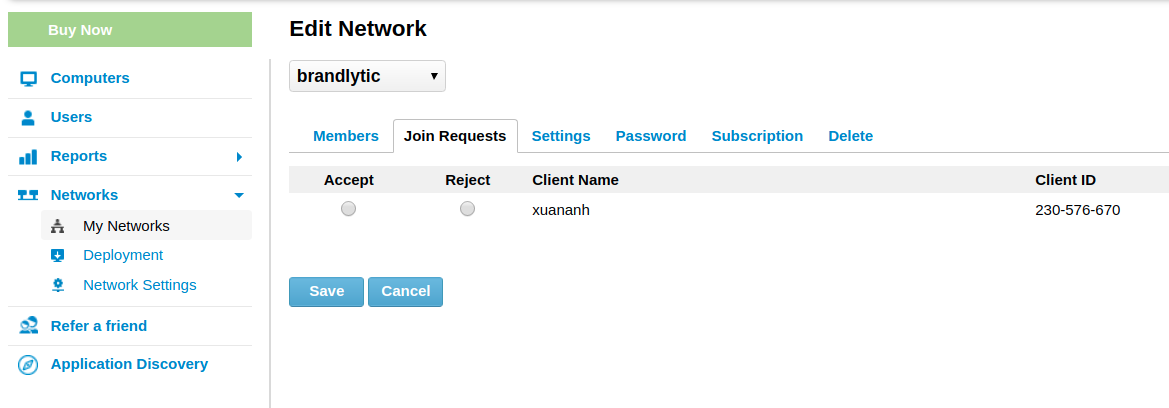 Buy Now
Computers
Users
Reports
Networks
My Networks
Deployment
Network Settings
Refer a friend
Application Discovery
Edit Network
brandlytic
Members Join Requests Settings Password Subscription Delete
Accept Reject Client Name Client ID
xuananh 230-576-670
Save Cancel